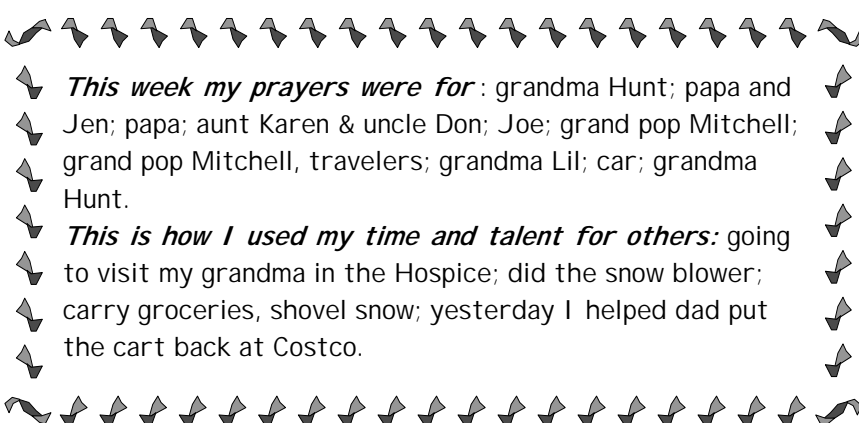 This week my prayers were for : grandma Hunt; papa and
Jen; papa; aunt Karen & uncle Don; Joe; grand pop Mitchell;
grand pop Mitchell, travelers; grandma Lil; car; grandma
Hunt.
This is how I used my time and talent for others: going
to visit my grandma in the Hospice; did the snow blower;
carry groceries, shovel snow; yesterday I helped dad put
the cart back at Costco.